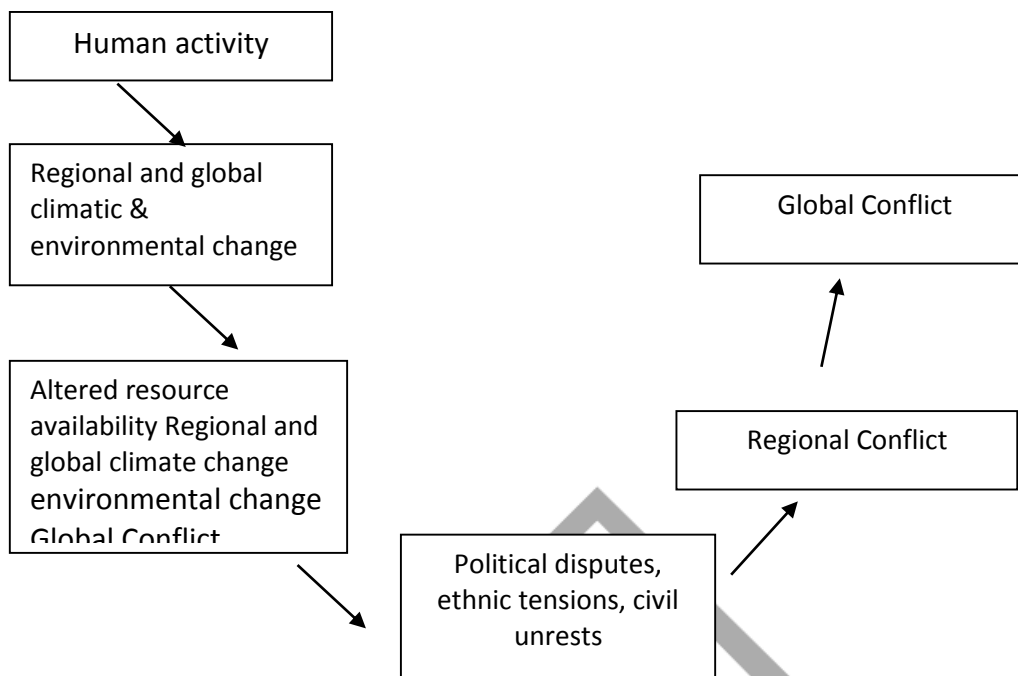 Human activity
Regional and global
climatic &
environmental change
Altered resource
availability Regional and
global climate change
environmental change
Global Conflict
Political disputes,
ethnic tensions, civil
unrests
Regional Conflict
Global Conflict